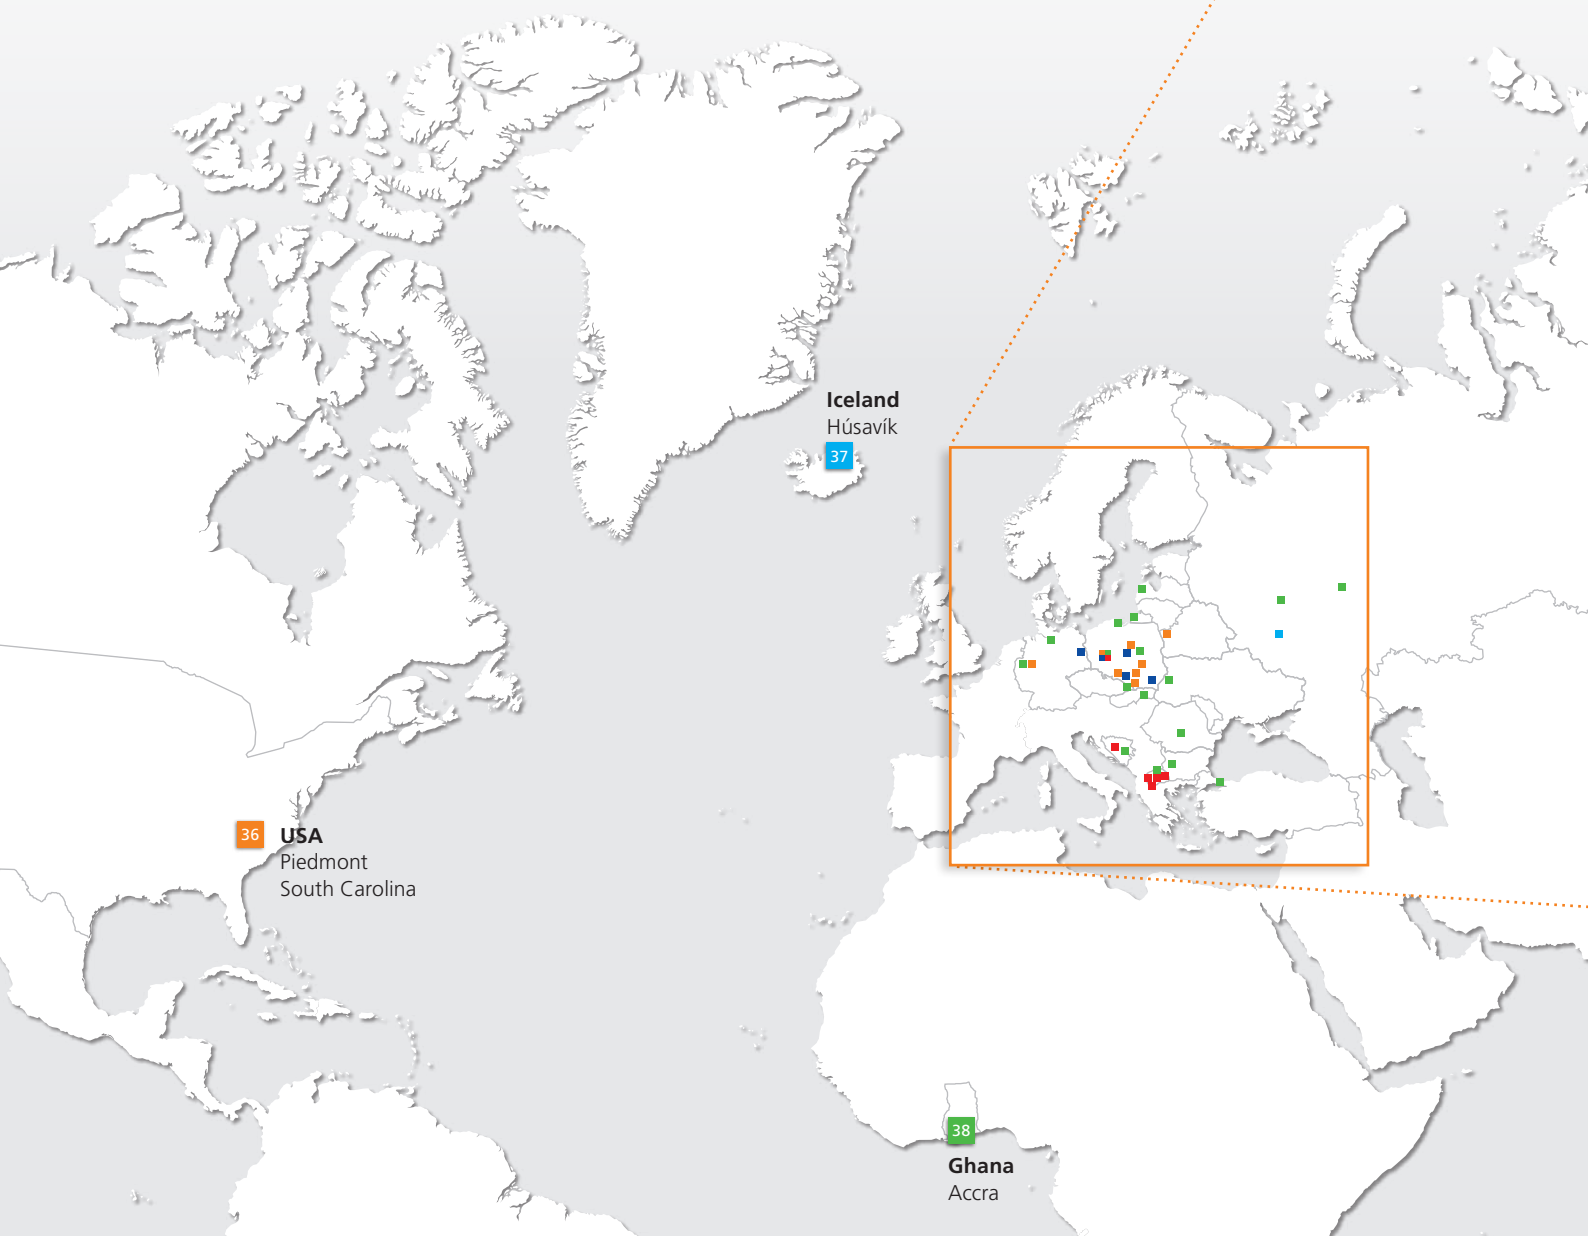 Iceland
Húsavík
37
36
USA
Piedmont
South Carolina
38
Ghana
Accra